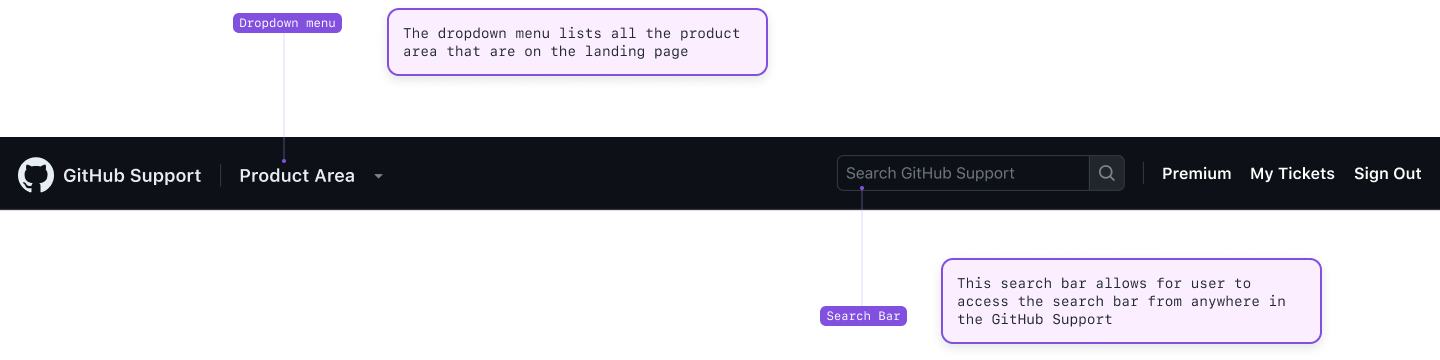 Dropdown menu
The dropdown menu lists all the product
area that are on the landing page
GitHub Support
Product Area
Search GitHub Support
Premium
My Tickets
Sign Out
This search bar allows for user to
access the search bar from anywhere in
the GitHub Support
Search Bar